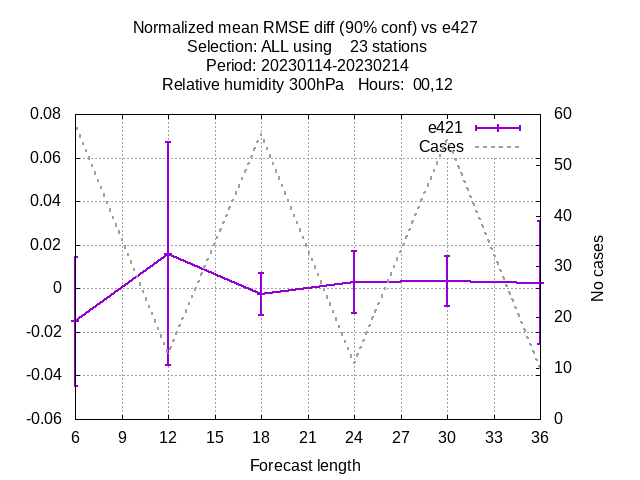 Normalized mean RMSE diff (90% conf) vs e427
Selection: ALL using    23 stations
Period: 20230114-20230214
Relative humidity 300hPa   Hours:  00,12
0.08
0.06
0.04
0.02
0
-0.02
-0.04
-0.06
e421
Cases
60
50
40
30
20
10
0
No cases
6 9 12 15 18 21 24 27 30 33 36
Forecast length